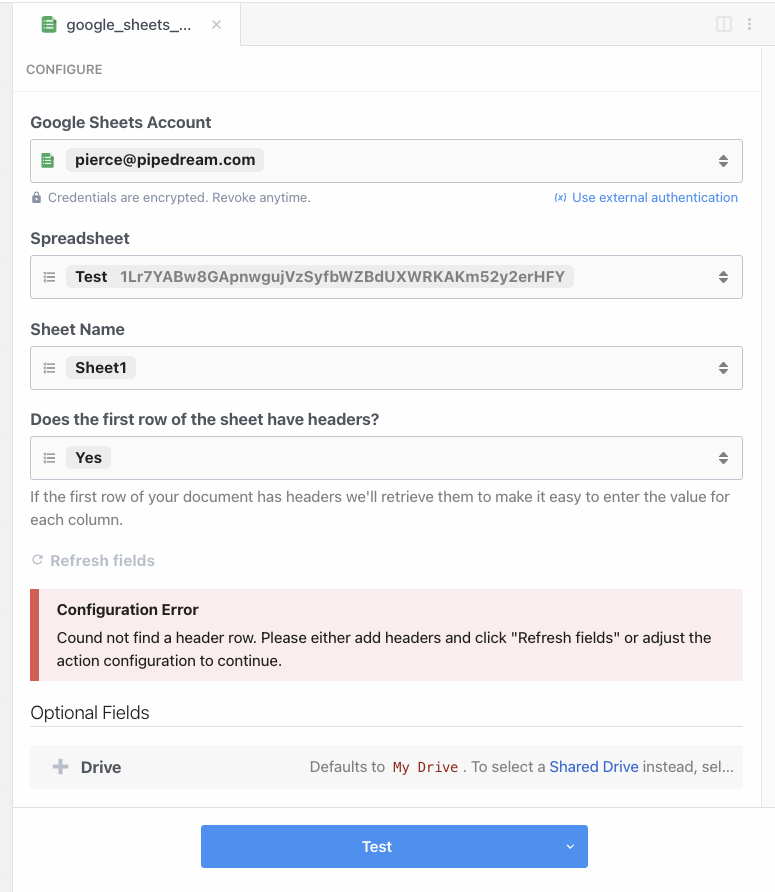 google_sheets_...
CONFIGURE
Google Sheets Account
pierce@pipedream.com
Credentials are encrypted. Revoke anytime.
(x) Use external authentication
Spreadsheet
Test 1Lr7YABw8GApnwgujVzSyfbWZBdUXWRKAKm52y2erHFY
Sheet Name
Sheet1
Does the first row of the sheet have headers?
Yes
If the first row of your document has headers we'll retrieve them to make it easy to enter the value for
each column.
Refresh fields
Configuration Error
Cound not find a header row. Please either add headers and click "Refresh fields" or adjust the
action configuration to continue.
Optional Fields
Drive
Defaults to My Drive . To select a Shared Drive instead, sel...
Test